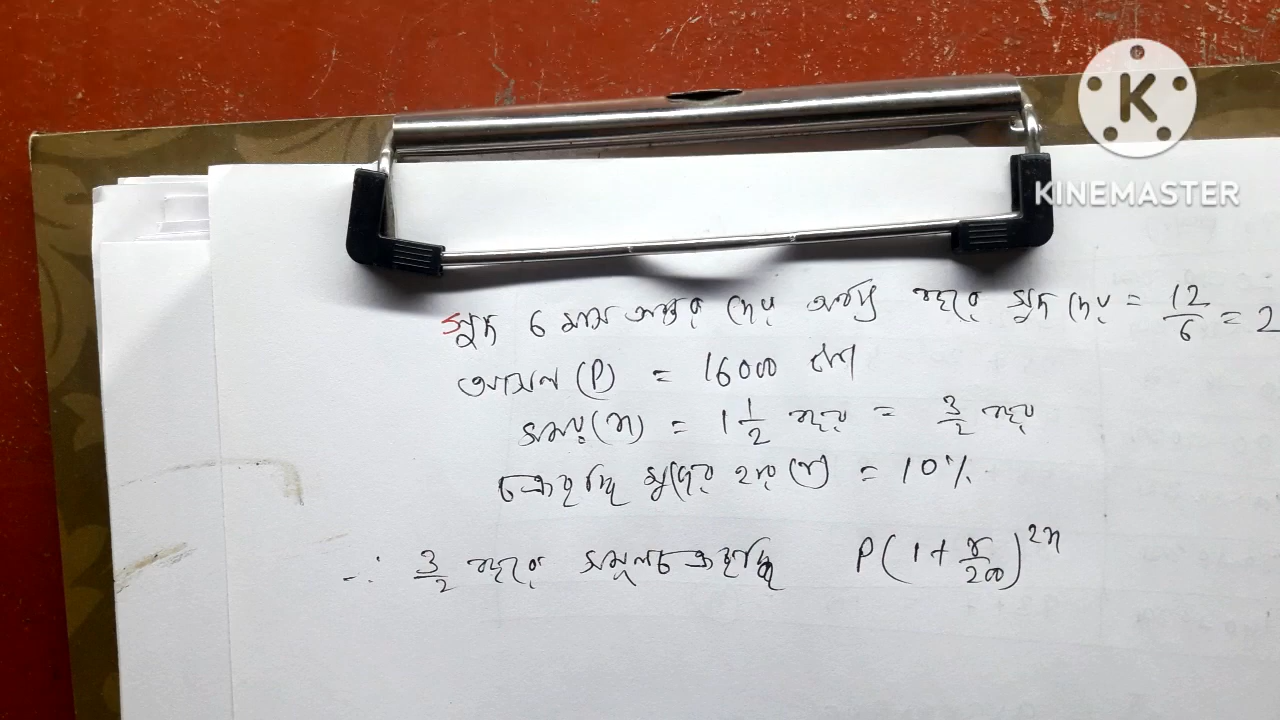 K
KINEMASTER
সুদ 6 মাস অন্তর দেয় অর্থাৎ বছরে সুদ দেয় = 12/6 = 2
আসল (P) = 16000 টাকা
সময় (n) = 1 1/2 বছর = 3/2 বছর
চক্রবৃদ্ধি সুদের হার (r) = 10%
∴ 3/2 বছরে সমূলচক্রবৃদ্ধি P(1 + r/200)^2n